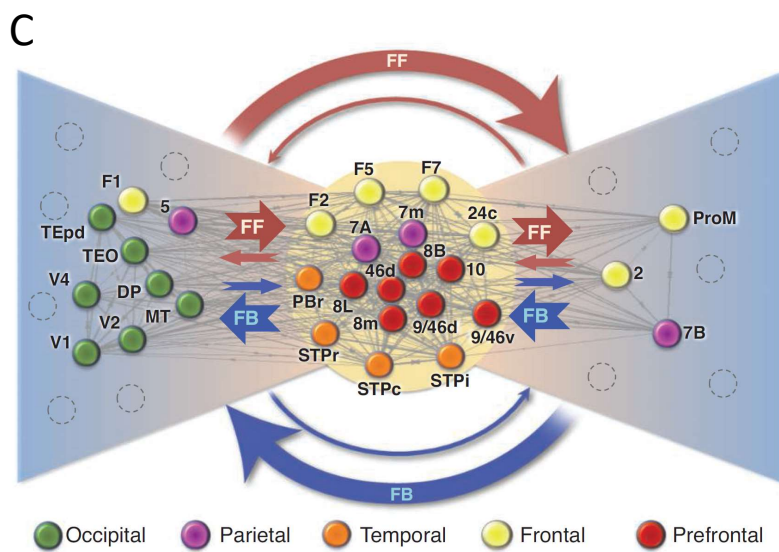 C
FF
F5
F7
F1
5
F2
7m
24c
TEpd
FF
7A
FF
ProM
TEO
8B
46d
10
2
V4
DP
PBr
8L
MT
FB
8m
9/46d
FB
V2
9/46v
7B
V1
STPr
STPc
STPi
FB
Occipital
Parietal
Temporal
Frontal
Prefrontal